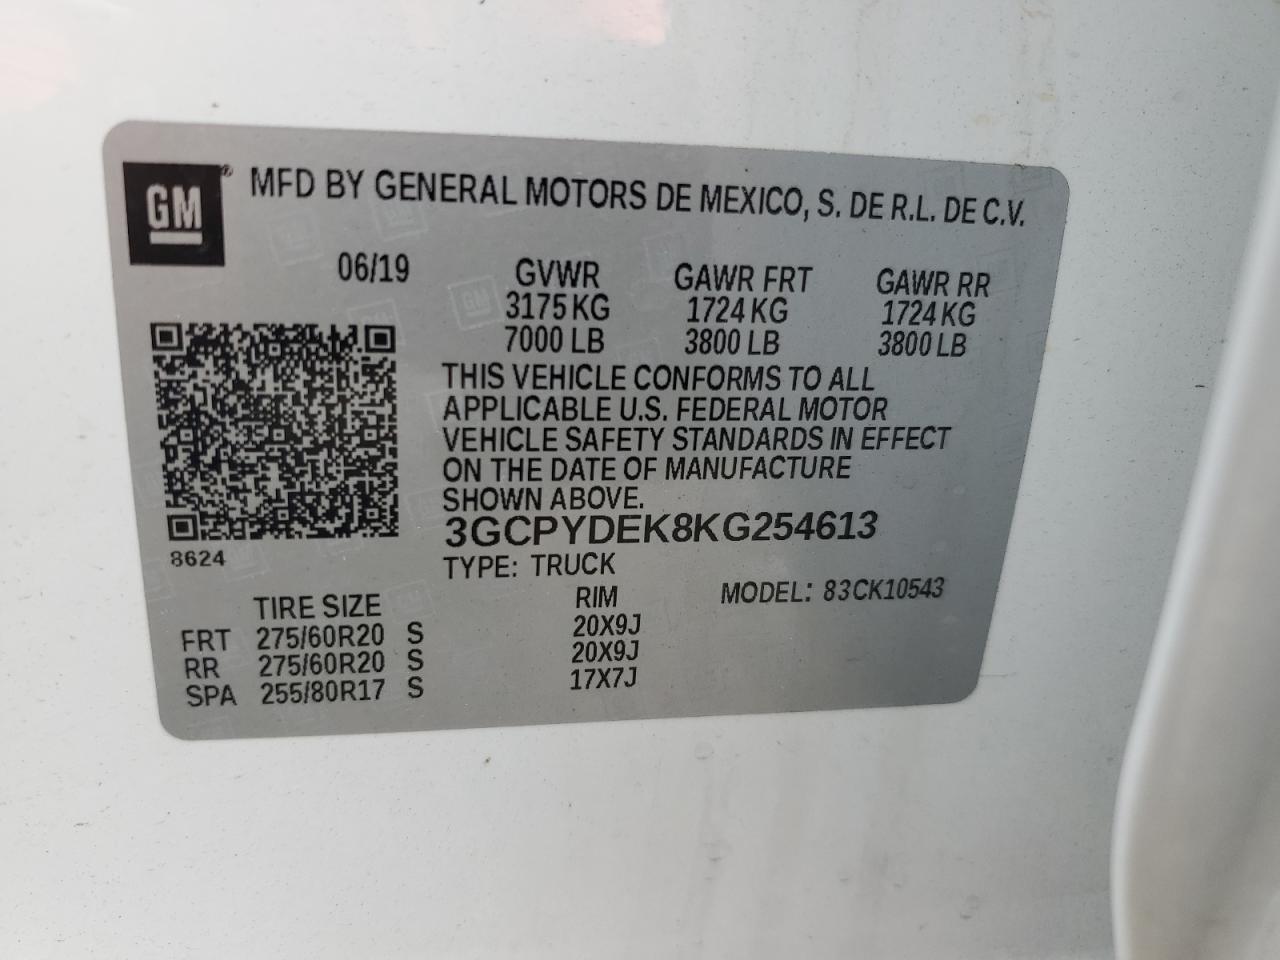 GM® MFD BY GENERAL MOTORS DE MEXICO, S. DE R.L. DE C.V.
06/19 GVWR GAWR FRT GAWR RR
3175 KG 1724 KG 1724 KG
7000 LB 3800 LB 3800 LB
THIS VEHICLE CONFORMS TO ALL
APPLICABLE U.S. FEDERAL MOTOR
VEHICLE SAFETY STANDARDS IN EFFECT
ON THE DATE OF MANUFACTURE
SHOWN ABOVE.
3GCPYDEK8KG254613
8624
TYPE: TRUCK
TIRE SIZE RIM MODEL: 83CK10543
FRT 275/60R20 S 20X9J
RR 275/60R20 S 20X9J
SPA 255/80R17 S 17X7J